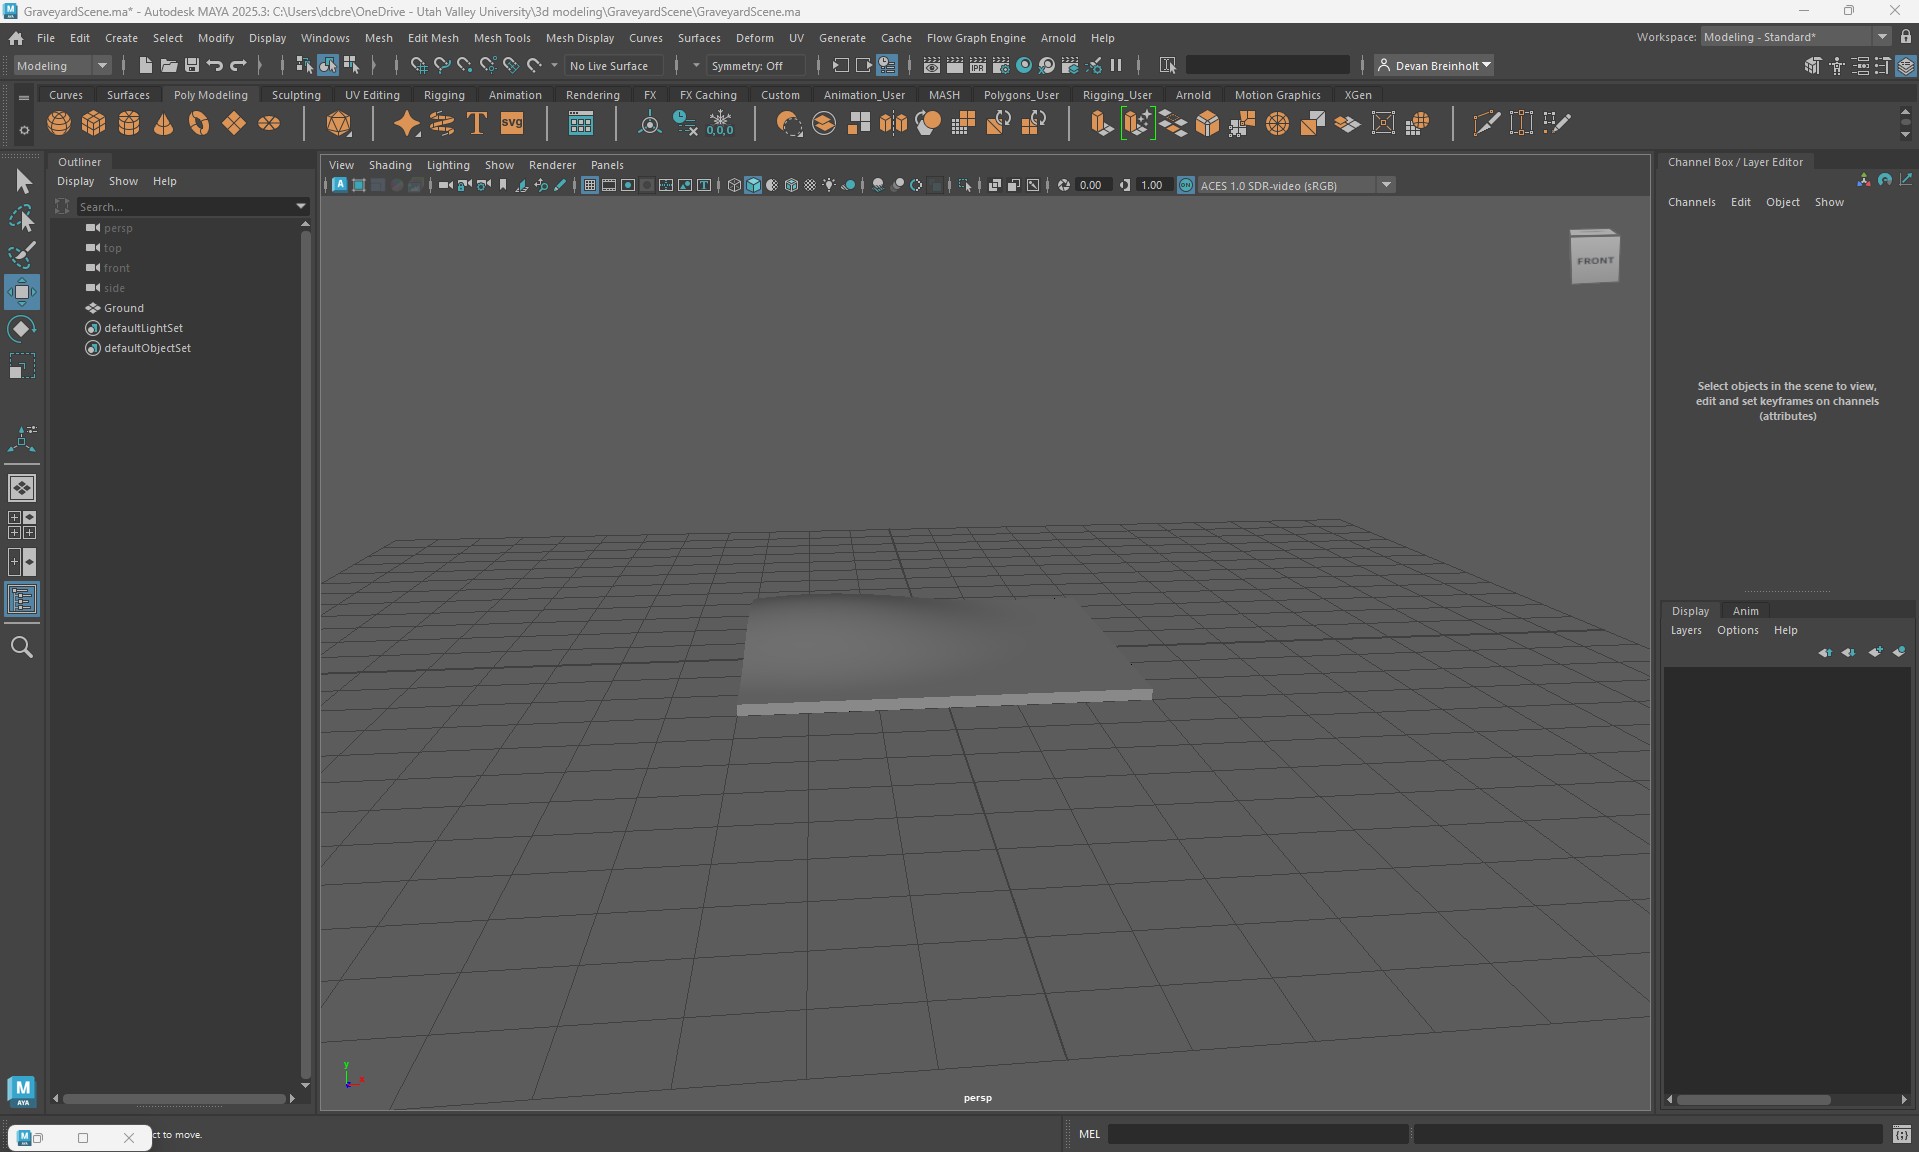 GraveyardScene.ma* - Autodesk MAYA 2025.3: C:\Users\dcbre\OneDrive - Utah Valley University\3d modeling\GraveyardScene\GraveyardScene.ma
File Edit Create Select Modify Display Windows Mesh Edit Mesh Mesh Tools Mesh Display Curves Surfaces Deform UV Generate Cache Flow Graph Engine Arnold Help
Workspace: Modeling - Standard*
Modeling No Live Surface Symmetry: Off IPR Devan Breinholt
Curves Surfaces Poly Modeling Sculpting UV Editing Rigging Animation Rendering FX FX Caching Custom Animation_User MASH Polygons_User Rigging_User Arnold Motion Graphics XGen
T SVG 0,0,0
Outliner
Display Show Help
Search...
persp
top
front
side
Ground
defaultLightSet
defaultObjectSet
View Shading Lighting Show Renderer Panels
A 0.00 1.00 ON ACES 1.0 SDR-video (sRGB)
FRONT
y
x
persp
Channel Box / Layer Editor
Channels Edit Object Show
Select objects in the scene to view,
edit and set keyframes on channels
(attributes)
Display Anim
Layers Options Help
M
AYA
ct to move.
MEL